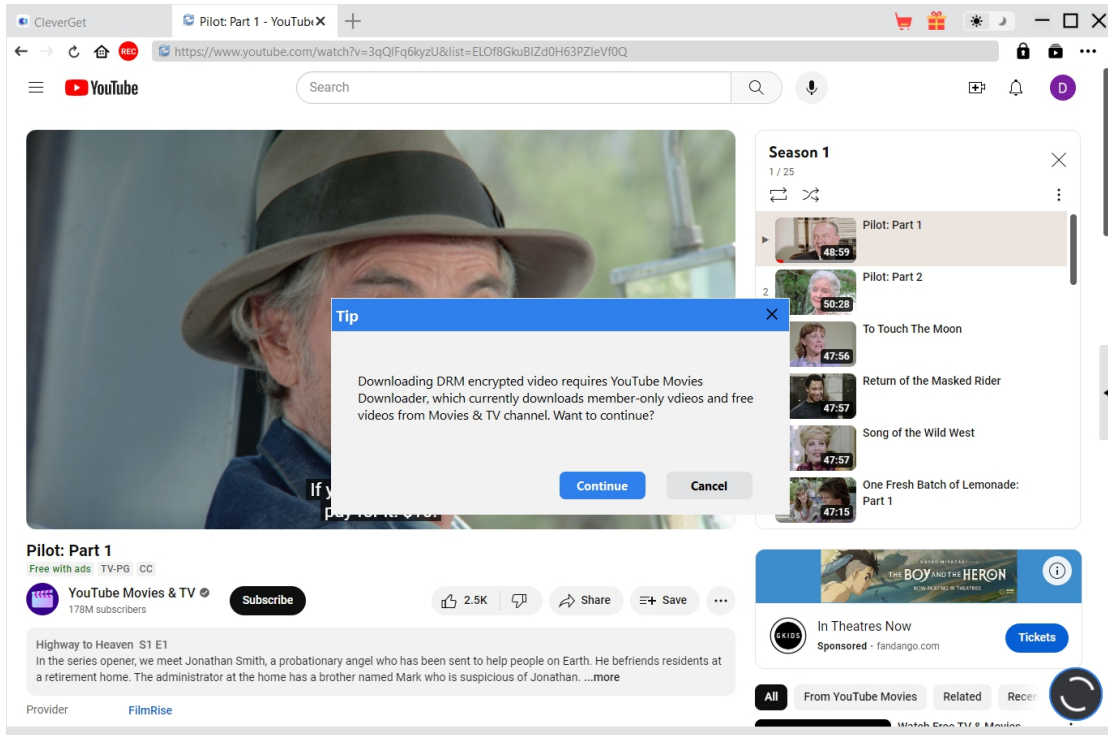 CleverGet
Pilot: Part 1 - YouTube
REC
https://www.youtube.com/watch?v=3qQlFq6kyzU&list=ELOf8GkuBlZd0H63PZIeVf0Q
YouTube
Search
D
Season 1
1 / 25
Pilot: Part 1
48:59
2
Pilot: Part 2
50:28
To Touch The Moon
47:56
Return of the Masked Rider
47:57
Song of the Wild West
47:57
One Fresh Batch of Lemonade:
Part 1
47:15
Tip
Downloading DRM encrypted video requires YouTube Movies
Downloader, which currently downloads member-only vdieos and free
videos from Movies & TV channel. Want to continue?
Continue
Cancel
If
Pilot: Part 1
Free with ads TV-PG CC
YouTube Movies & TV
178M subscribers
Subscribe
2.5K
Share
Save
Highway to Heaven S1 E1
In the series opener, we meet Jonathan Smith, a probationary angel who has been sent to help people on Earth. He befriends residents at
a retirement home. The administrator at the home has a brother named Mark who is suspicious of Jonathan. ...more
Provider
FilmRise
THE BOY AND THE HERON
NOW PLAYING IN THEATRES
GKIDS
In Theatres Now
Sponsored · fandango.com
Tickets
All
From YouTube Movies
Related
Recen
Watch Free TV & Movies